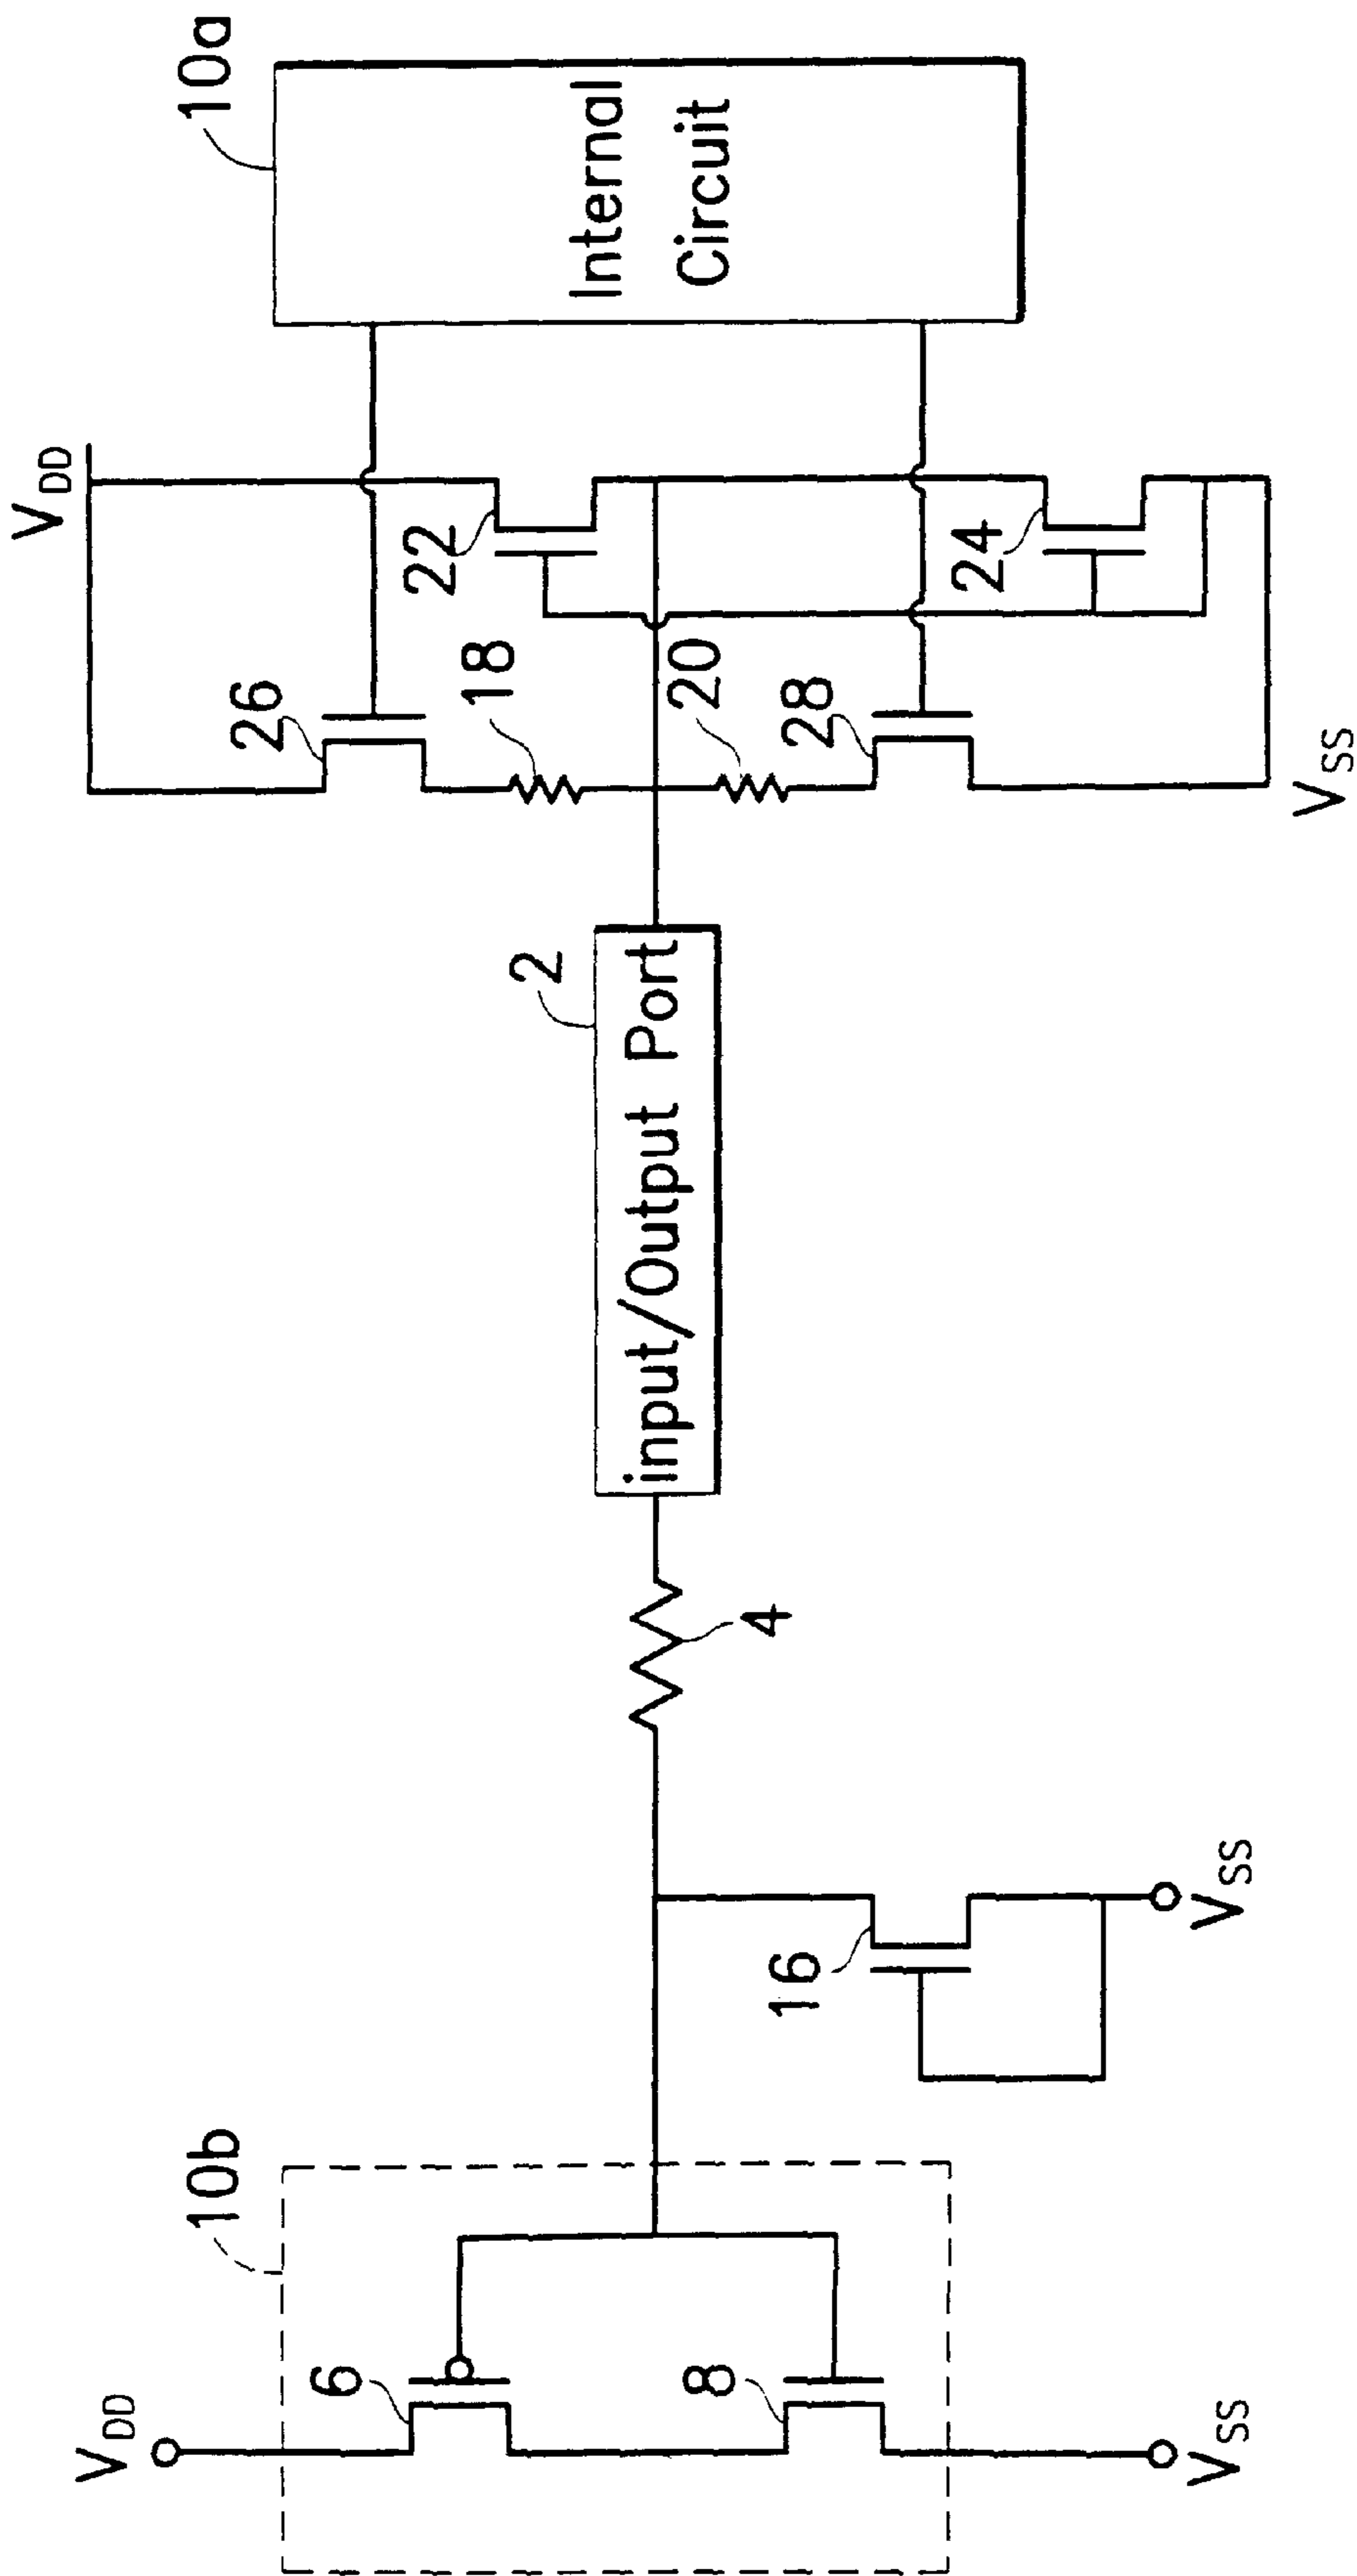 V_DD
10a
Internal
Circuit
26
22
18
20
28
24
V_SS
2
input/Output Port
4
16
V_SS
10b
V_DD
6
8
V_SS